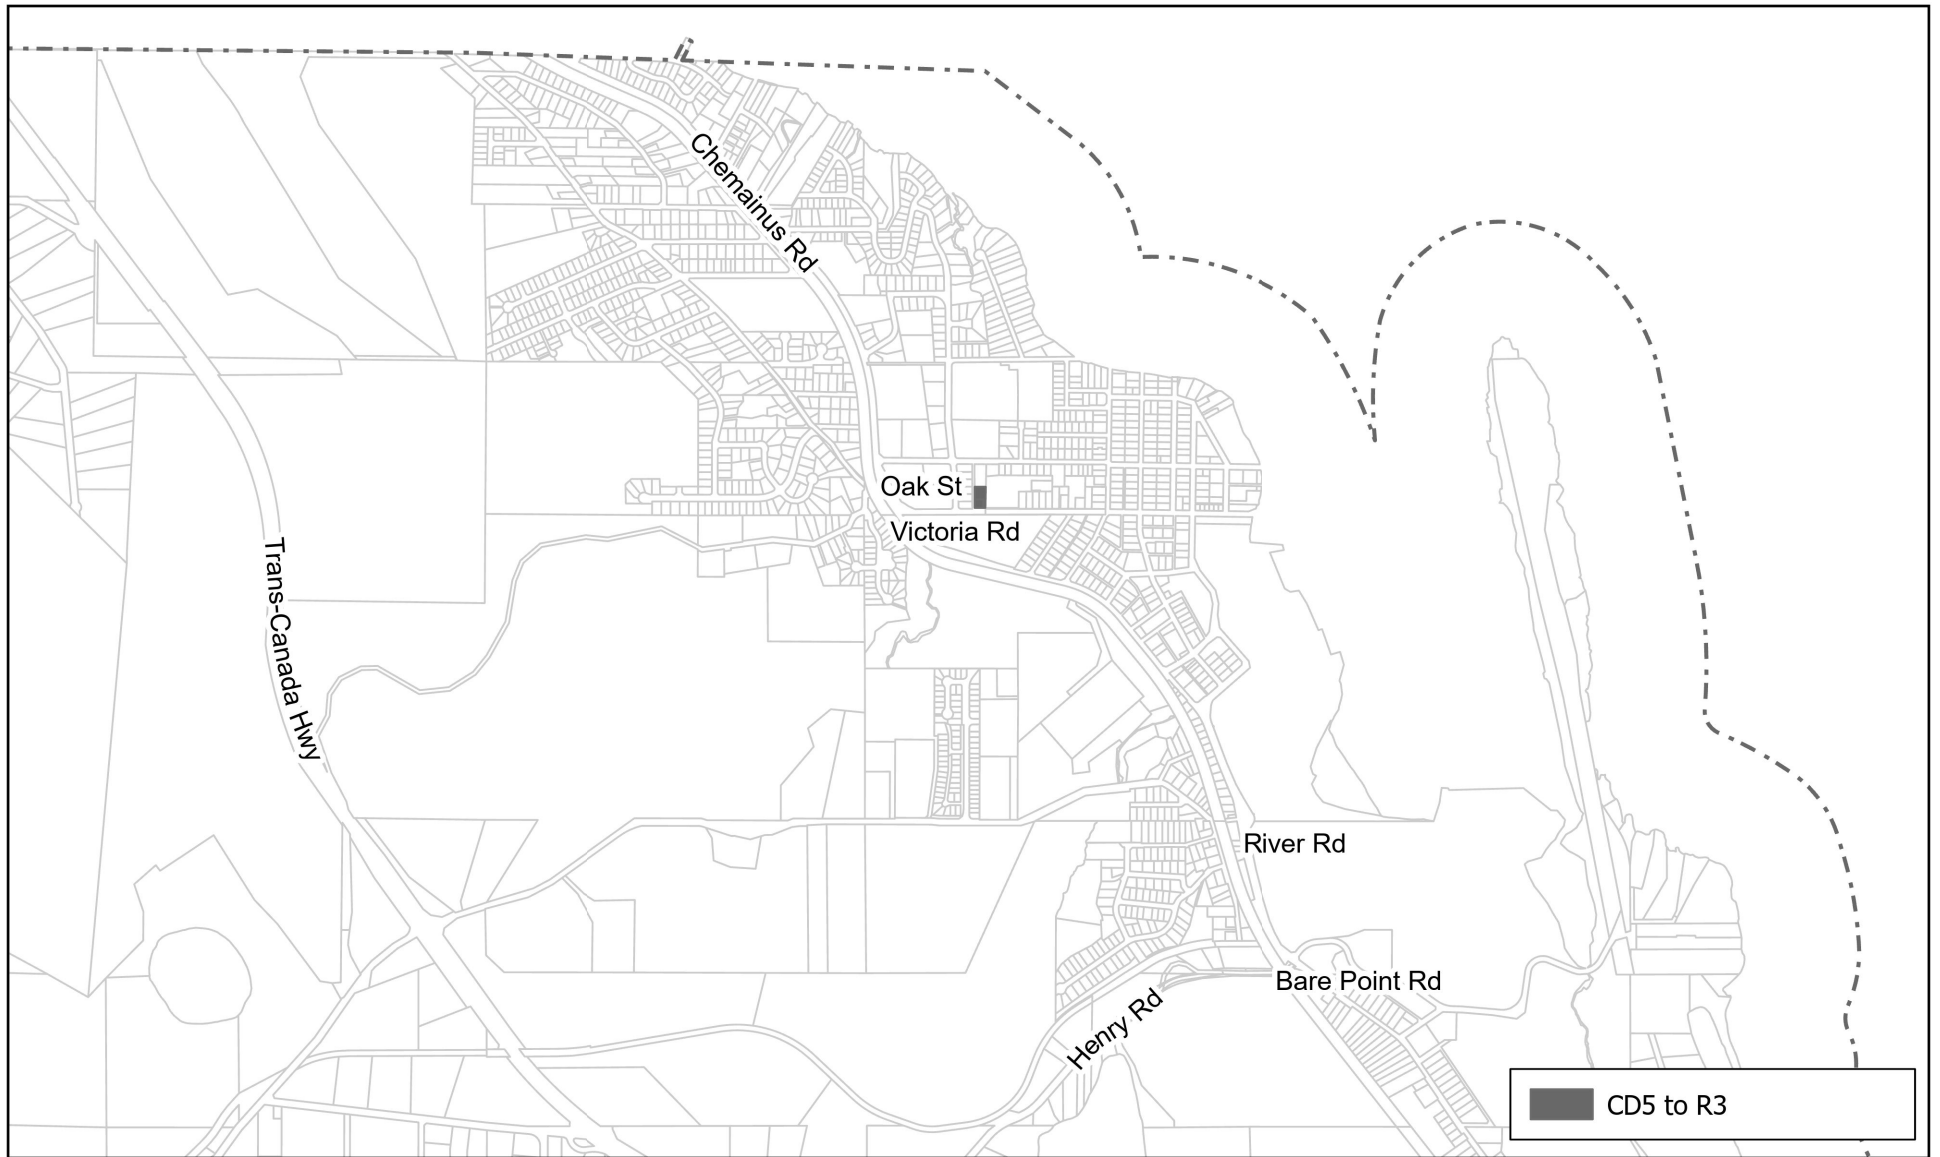 Chemainus Rd
Oak St
Victoria Rd
Trans-Canada Hwy
River Rd
Bare Point Rd
Henry Rd
CD5 to R3